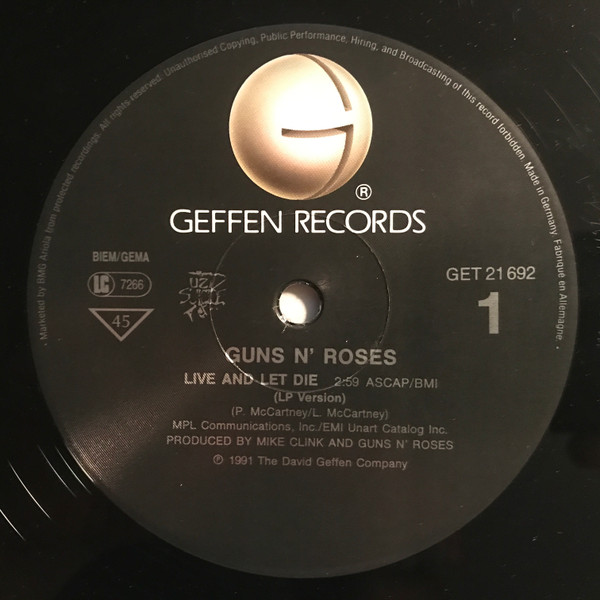 • Marketed by BMG Ariola from protected recordings. All rights reserved. Unauthorised Copying, Public Performance, Hiring, and Broadcasting of this record forbidden. Made in Germany. Fabrique en Allemagne. •
G
®
GEFFEN RECORDS
BIEM/GEMA
LC 7266
45
GET 21 692
1
GUNS N' ROSES
LIVE AND LET DIE 2:59 ASCAP/BMI
(LP Version)
(P. McCartney/L. McCartney)
MPL Communications, Inc./EMI Unart Catalog Inc.
PRODUCED BY MIKE CLINK AND GUNS N' ROSES
℗ 1991 The David Geffen Company